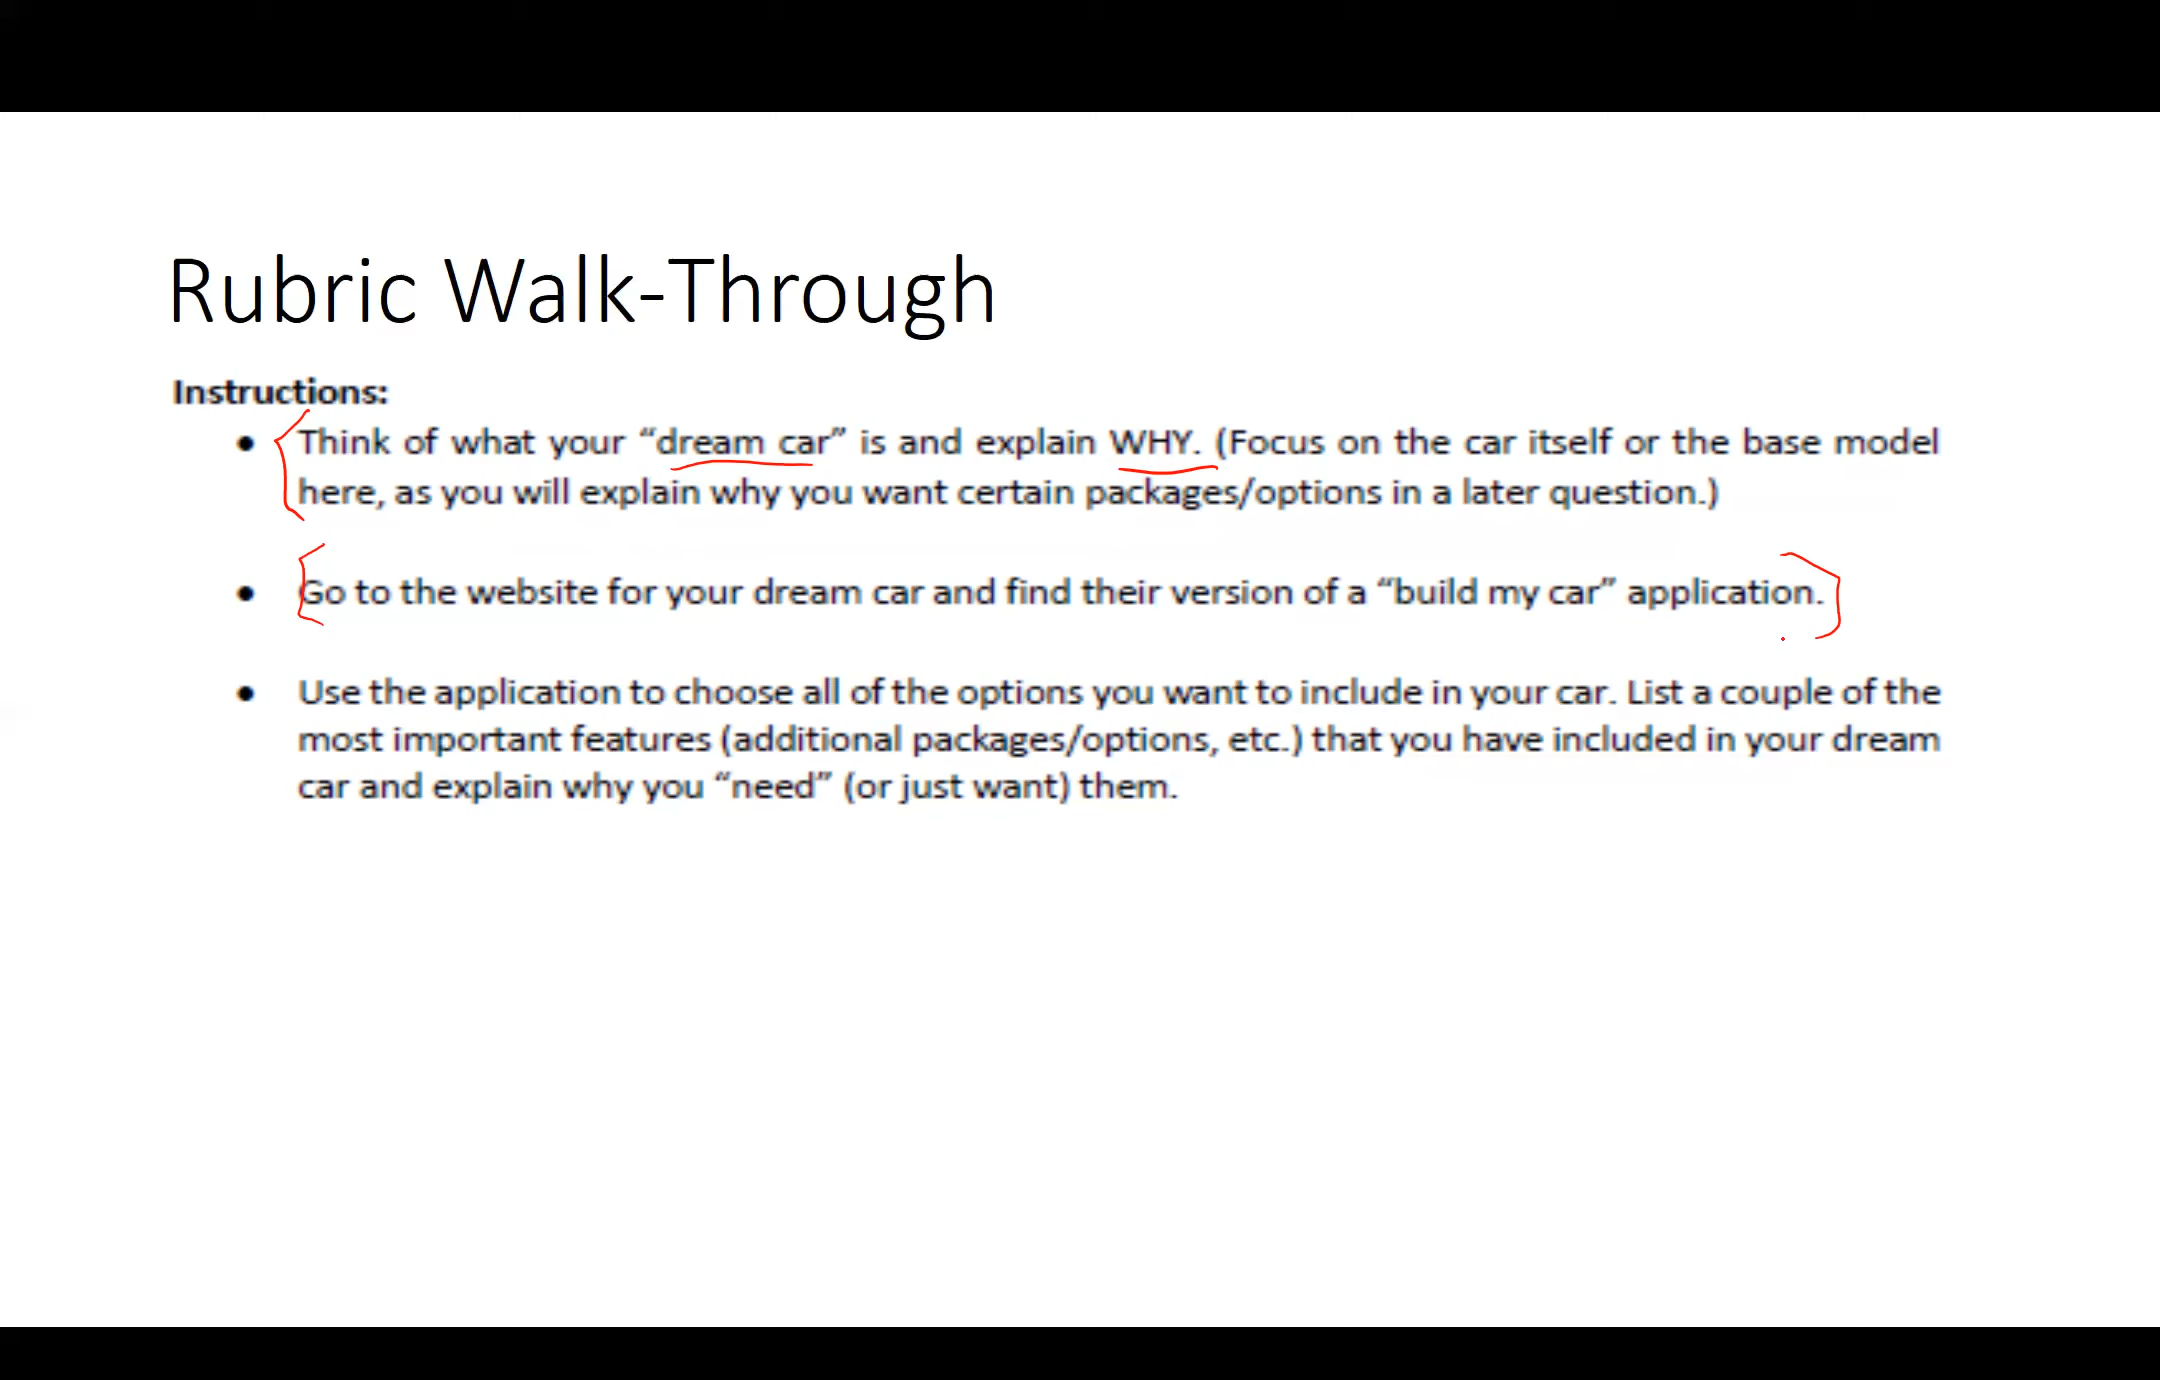 Rubric Walk-Through
Instructions:
● Think of what your “dream car” is and explain WHY. (Focus on the car itself or the base model
here, as you will explain why you want certain packages/options in a later question.)
● Go to the website for your dream car and find their version of a “build my car” application.
● Use the application to choose all of the options you want to include in your car. List a couple of the
most important features (additional packages/options, etc.) that you have included in your dream
car and explain why you “need” (or just want) them.